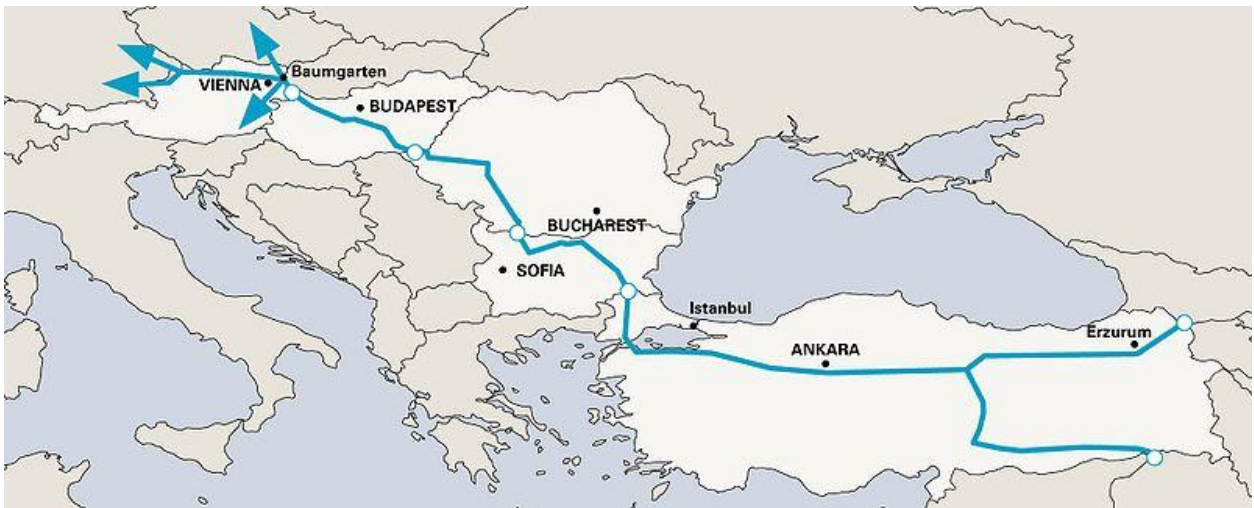 Baumgarten
VIENNA
BUDAPEST
BUCHAREST
SOFIA
Istanbul
Erzurum
ANKARA